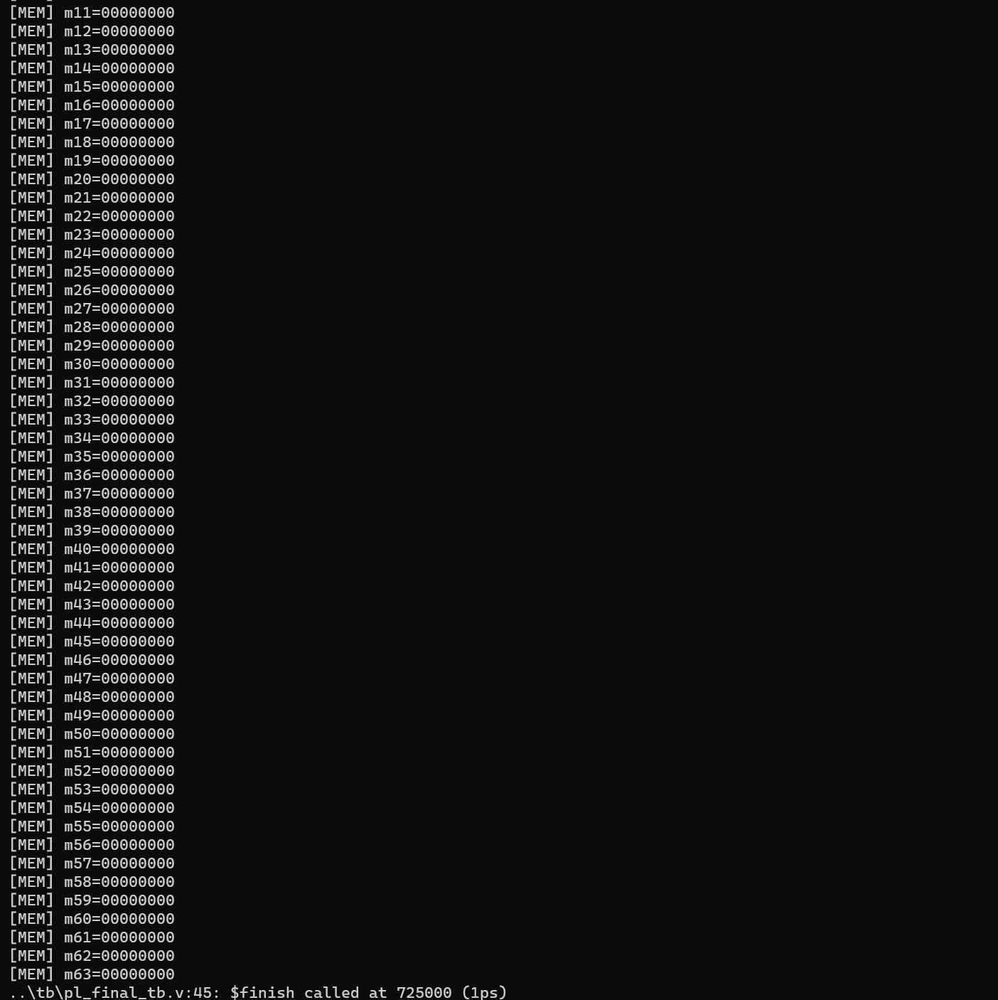 [MEM] m11=00000000
[MEM] m12=00000000
[MEM] m13=00000000
[MEM] m14=00000000
[MEM] m15=00000000
[MEM] m16=00000000
[MEM] m17=00000000
[MEM] m18=00000000
[MEM] m19=00000000
[MEM] m20=00000000
[MEM] m21=00000000
[MEM] m22=00000000
[MEM] m23=00000000
[MEM] m24=00000000
[MEM] m25=00000000
[MEM] m26=00000000
[MEM] m27=00000000
[MEM] m28=00000000
[MEM] m29=00000000
[MEM] m30=00000000
[MEM] m31=00000000
[MEM] m32=00000000
[MEM] m33=00000000
[MEM] m34=00000000
[MEM] m35=00000000
[MEM] m36=00000000
[MEM] m37=00000000
[MEM] m38=00000000
[MEM] m39=00000000
[MEM] m40=00000000
[MEM] m41=00000000
[MEM] m42=00000000
[MEM] m43=00000000
[MEM] m44=00000000
[MEM] m45=00000000
[MEM] m46=00000000
[MEM] m47=00000000
[MEM] m48=00000000
[MEM] m49=00000000
[MEM] m50=00000000
[MEM] m51=00000000
[MEM] m52=00000000
[MEM] m53=00000000
[MEM] m54=00000000
[MEM] m55=00000000
[MEM] m56=00000000
[MEM] m57=00000000
[MEM] m58=00000000
[MEM] m59=00000000
[MEM] m60=00000000
[MEM] m61=00000000
[MEM] m62=00000000
[MEM] m63=00000000
..\tb\pl_final_tb.v:45: $finish called at 725000 (1ps)